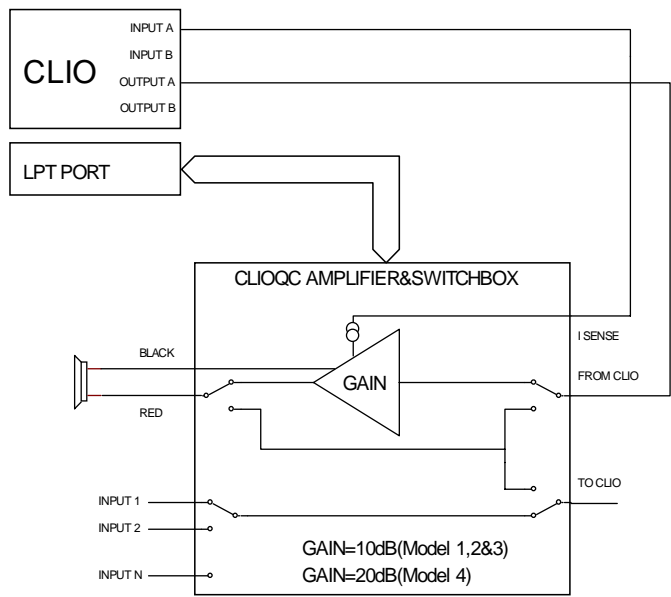 INPUT A
INPUT B
CLIO
OUTPUT A
OUTPUT B
LPT PORT
CLIOQC AMPLIFIER&SWITCHBOX
I SENSE
BLACK
GAIN
FROM CLIO
RED
TO CLIO
INPUT 1
INPUT 2
GAIN=10dB(Model 1,2&3)
INPUT N
GAIN=20dB(Model 4)